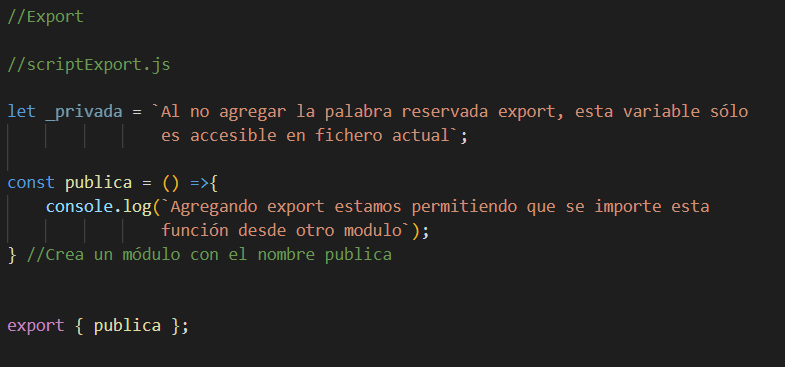 //Export
//scriptExport.js
let _privada = `Al no agregar la palabra reservada export, esta variable sólo
es accesible en fichero actual`;
const publica = () =>{
console.log(`Agregando export estamos permitiendo que se importe esta
función desde otro modulo`);
} //Crea un módulo con el nombre publica
export { publica };